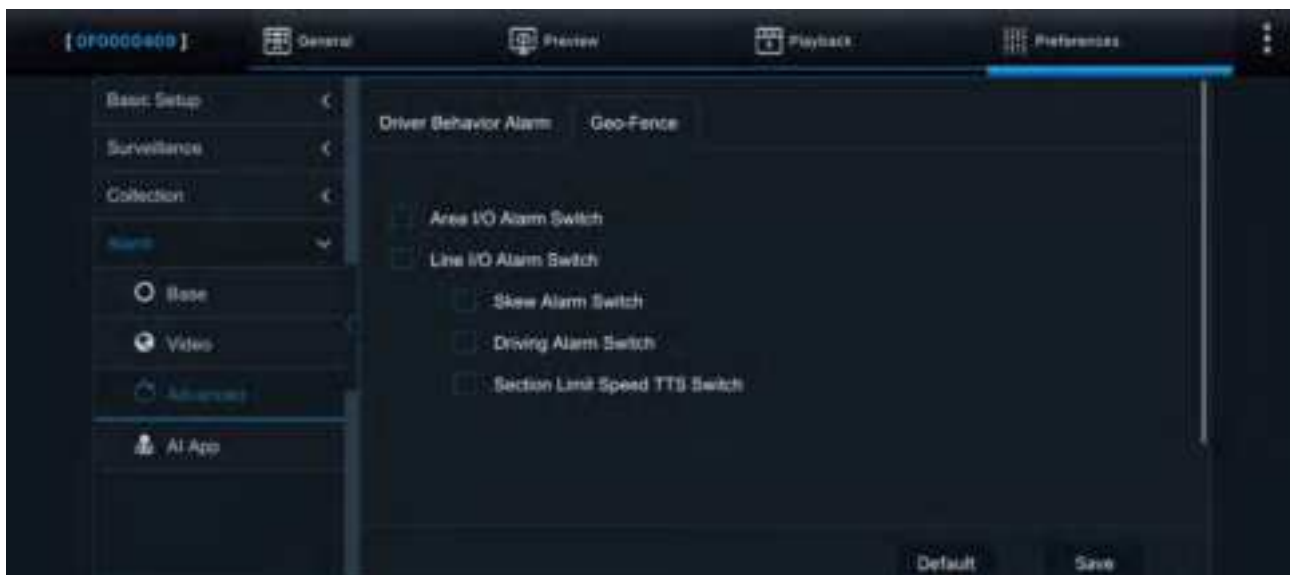 General Preview Playback Preferences
Basic Setup
Surveillance
Collection
Alarm
Base
Video
Advanced
AI App
Driver Behavior Alarm Geo-Fence
Area I/O Alarm Switch
Line I/O Alarm Switch
Skew Alarm Switch
Driving Alarm Switch
Section Limit Speed TTS Switch
Default Save